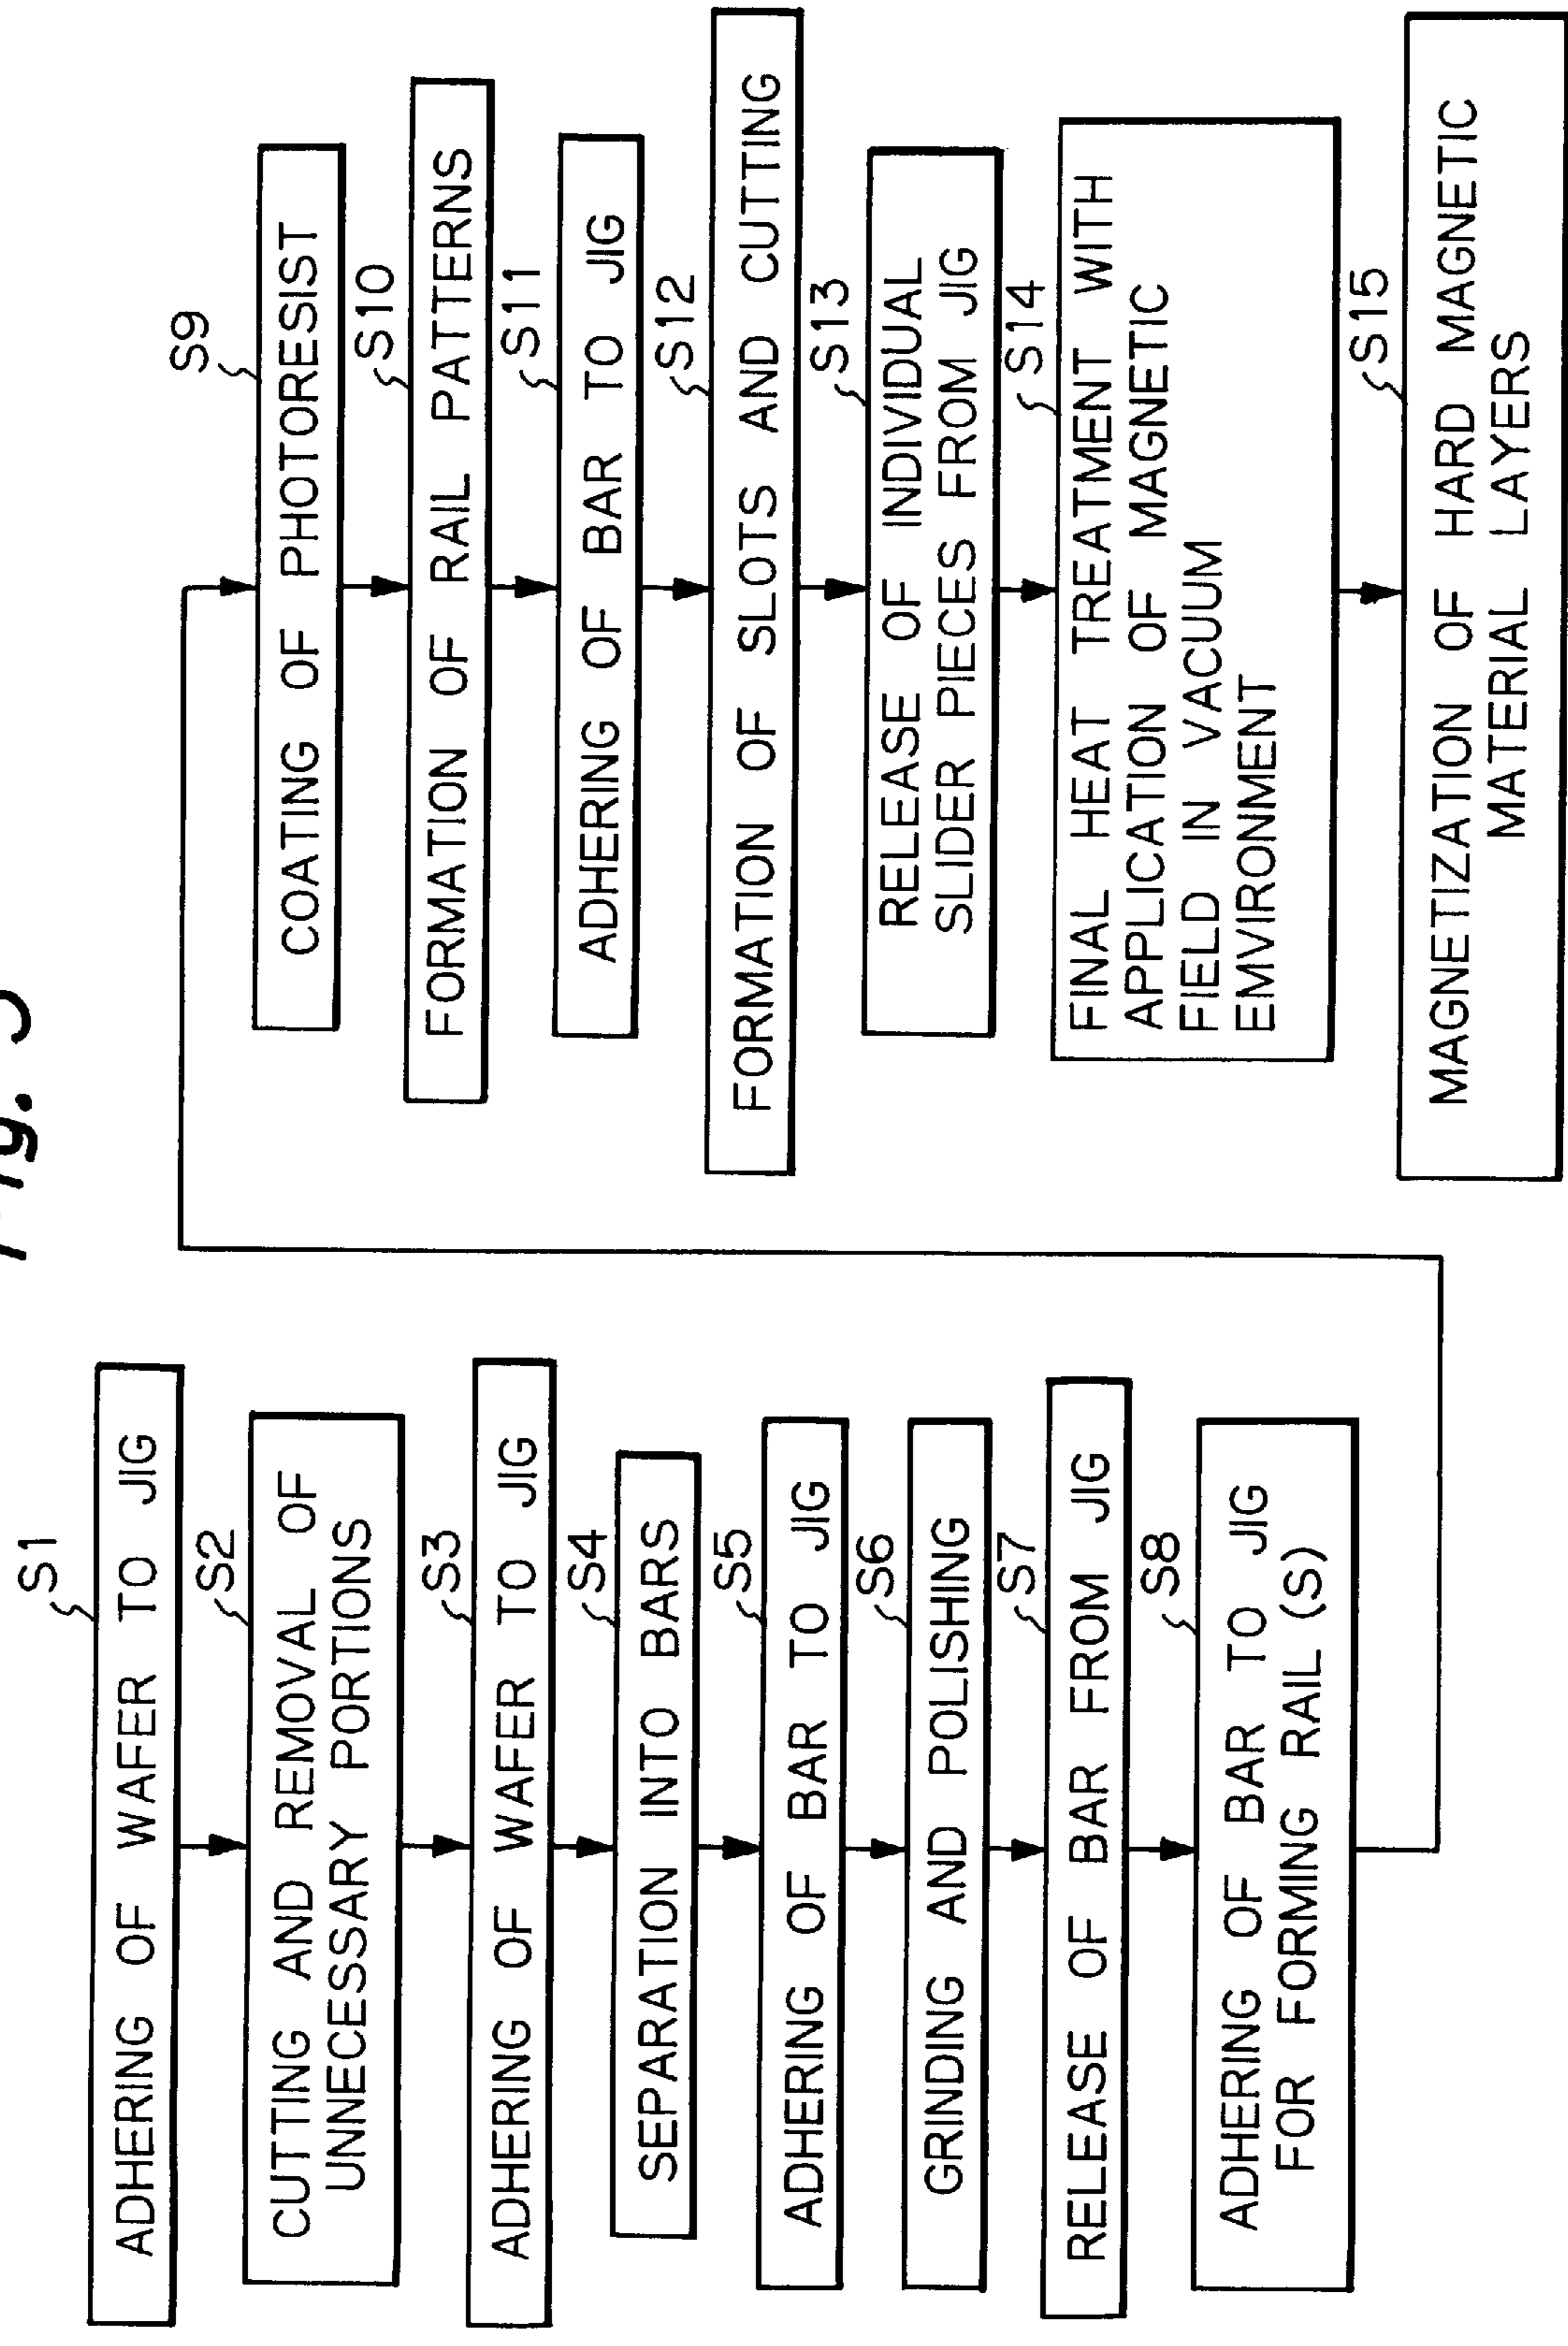 Fig. 5
S1
ADHERING OF WAFER TO JIG
S2
CUTTING AND REMOVAL OF
UNNECESSARY PORTIONS
S3
ADHERING OF WAFER TO JIG
S4
SEPARATION INTO BARS
S5
ADHERING OF BAR TO JIG
S6
GRINDING AND POLISHING
S7
RELEASE OF BAR FROM JIG
S8
ADHERING OF BAR TO JIG
FOR FORMING RAIL (S)
S9
COATING OF PHOTORESIST
S10
FORMATION OF RAIL PATTERNS
S11
ADHERING OF BAR TO JIG
S12
FORMATION OF SLOTS AND CUTTING
S13
RELEASE OF INDIVIDUAL
SLIDER PIECES FROM JIG
S14
FINAL HEAT TREATMENT WITH
APPLICATION OF MAGNETIC
FIELD IN VACUUM
EMVIRONMENT
S15
MAGNETIZATION OF HARD MAGNETIC
MATERIAL LAYERS